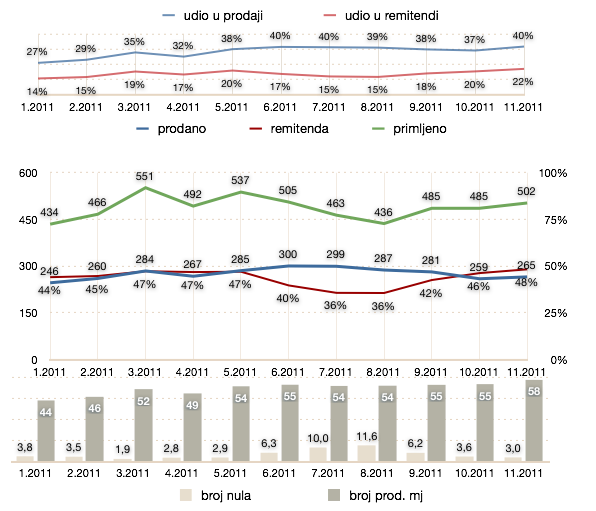 udio u prodaji udio u remitendi
27% 29% 35% 32% 38% 40% 40% 39% 38% 37% 40%
14% 15% 19% 17% 20% 17% 15% 15% 18% 20% 22%
1.2011 2.2011 3.2011 4.2011 5.2011 6.2011 7.2011 8.2011 9.2011 10.2011 11.2011
prodano remitenda primljeno
600 100%
434 466 551 492 537 505 463 436 485 485 502
450 75%
246 260 284 267 285 300 299 287 281 259 265
300 50%
44% 45% 47% 47% 47% 40% 36% 36% 42% 46% 48%
150 25%
0 0%
1.2011 2.2011 3.2011 4.2011 5.2011 6.2011 7.2011 8.2011 9.2011 10.2011 11.2011
44 46 52 49 54 55 54 54 55 55 58
3,8 3,5 1,9 2,8 2,9 6,3 10,0 11,6 6,2 3,6 3,0
1.2011 2.2011 3.2011 4.2011 5.2011 6.2011 7.2011 8.2011 9.2011 10.2011 11.2011
broj nula broj prod. mj